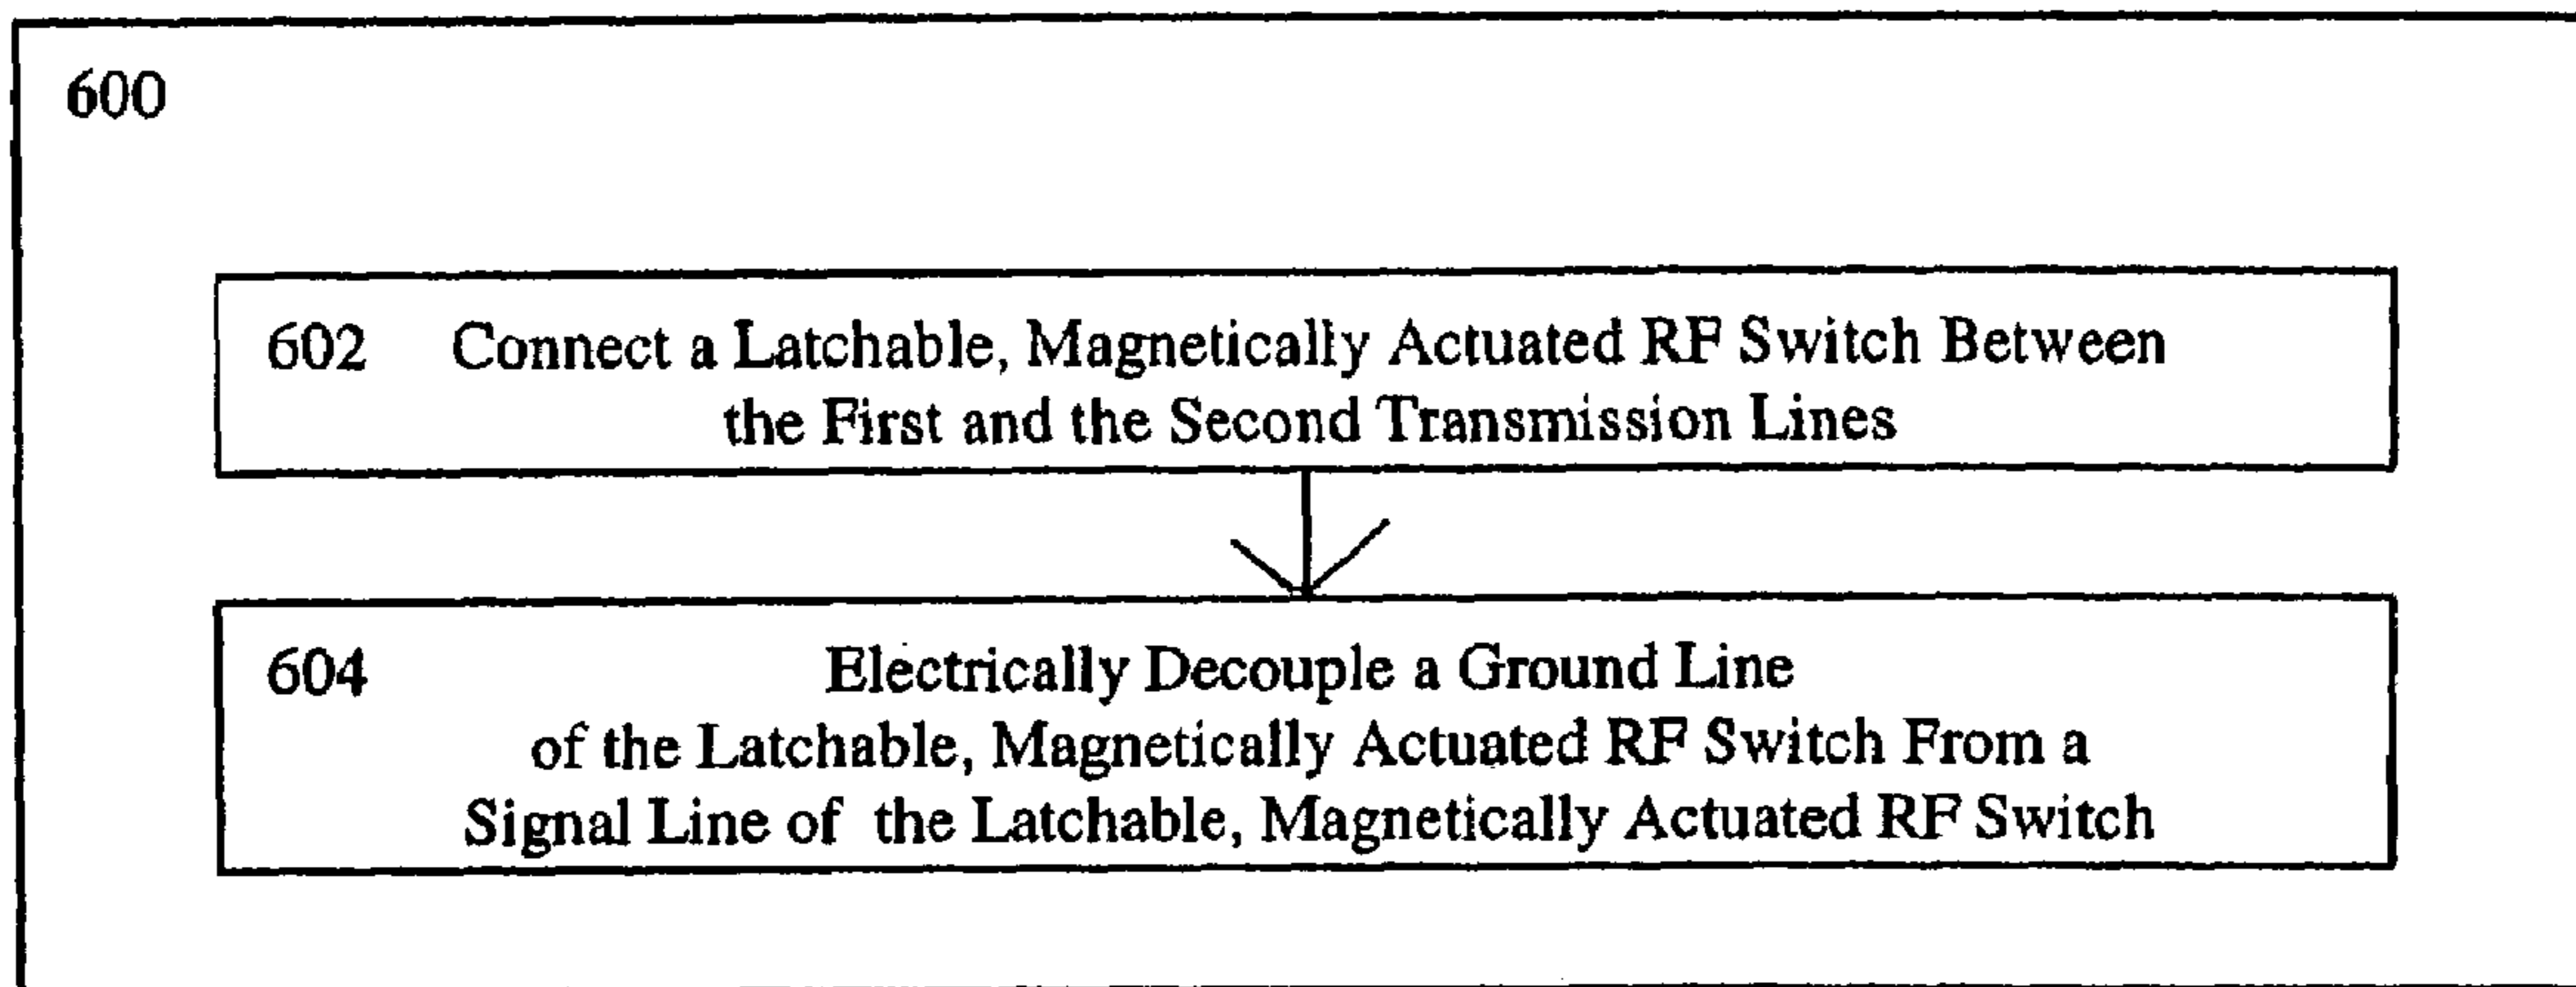 600
602 Connect a Latchable, Magnetically Actuated RF Switch Between
the First and the Second Transmission Lines
604 Electrically Decouple a Ground Line
of the Latchable, Magnetically Actuated RF Switch From a
Signal Line of the Latchable, Magnetically Actuated RF Switch